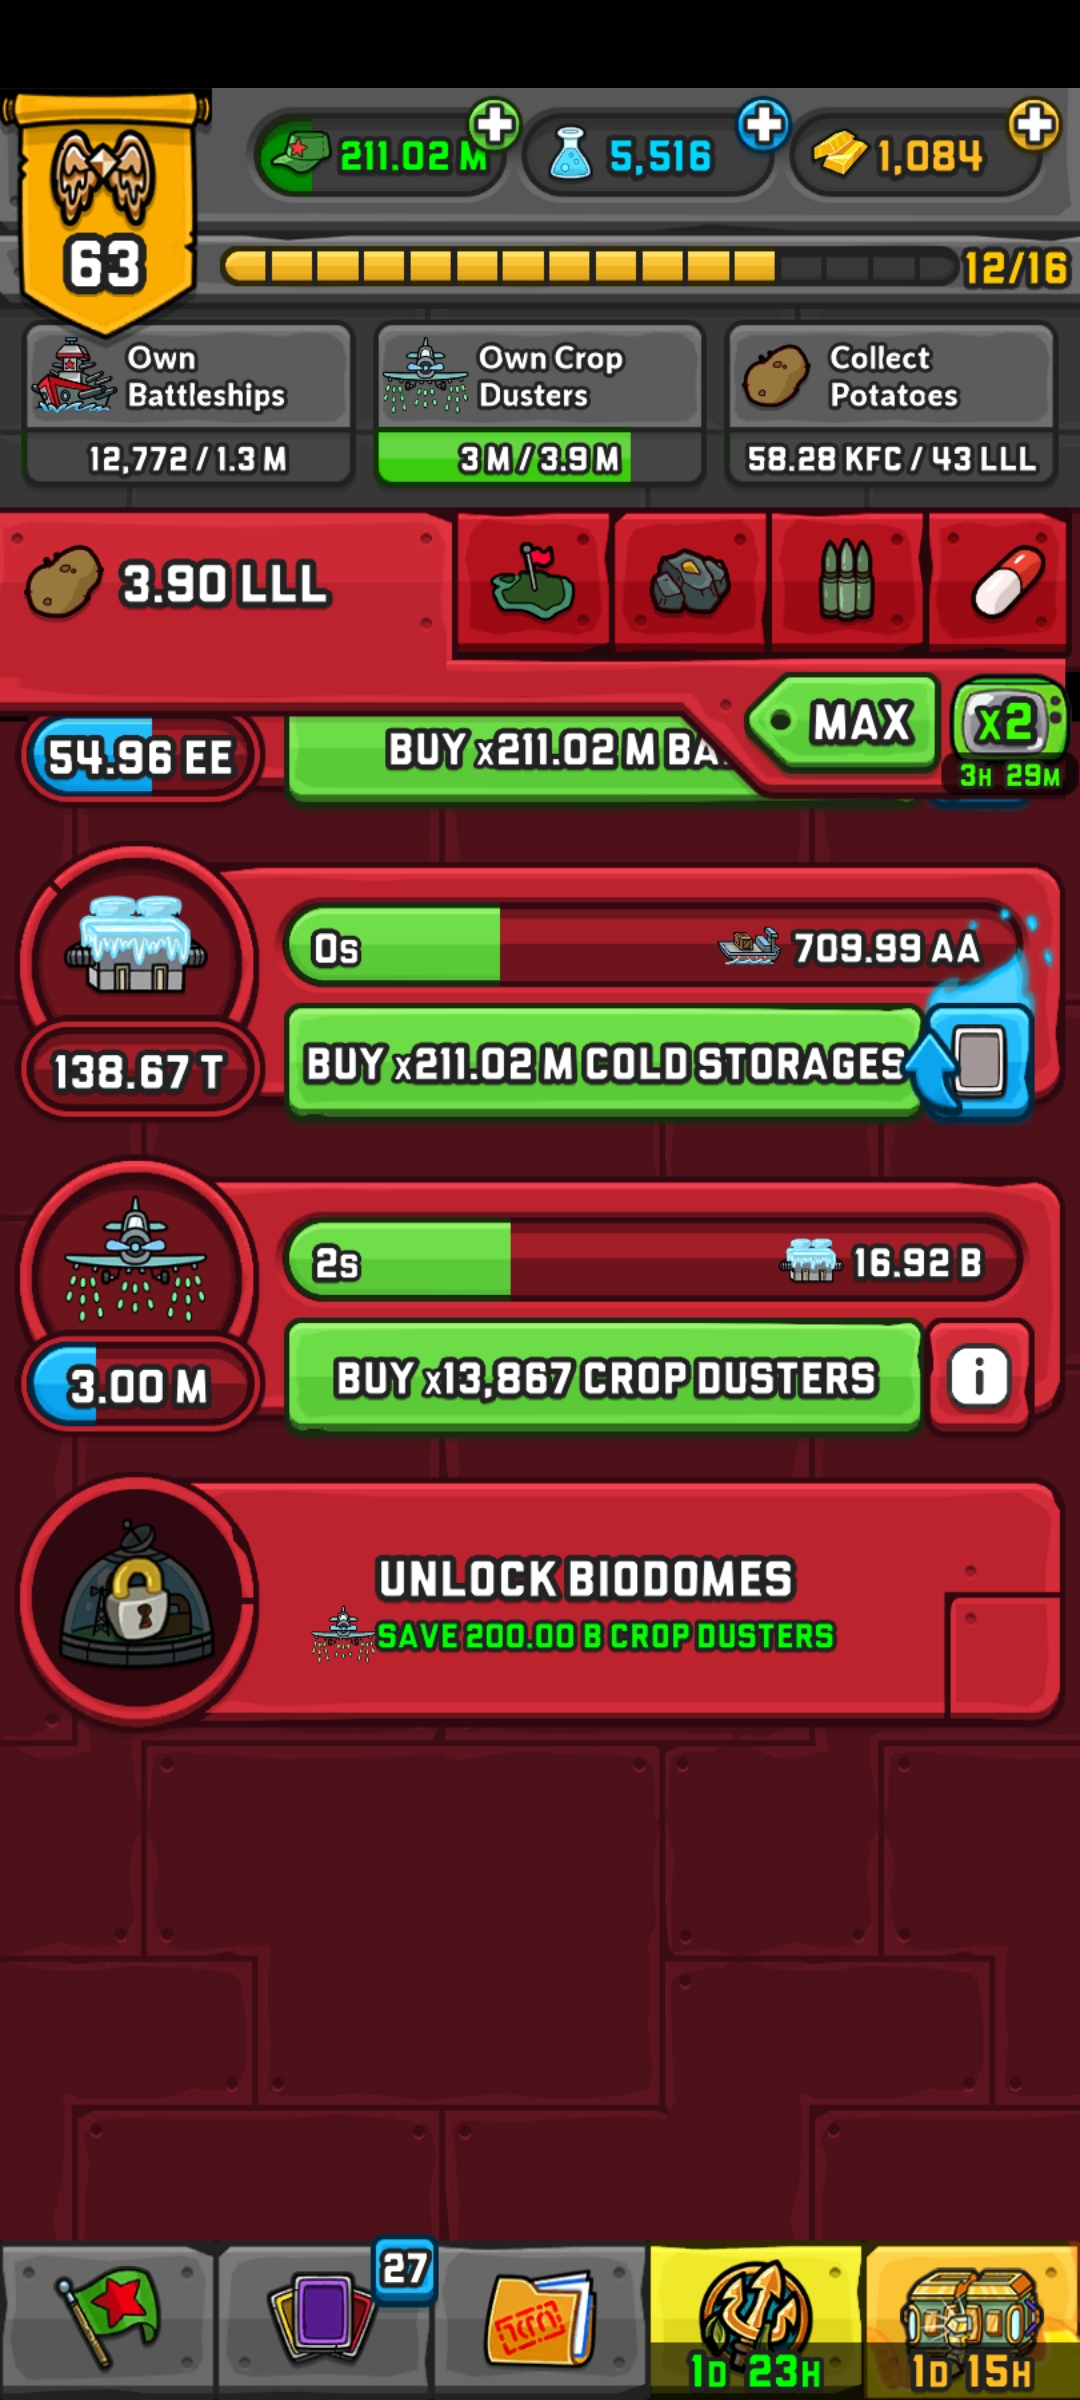 211.02 M
5,516
1,084
63
12/16
Own
Battleships
12,772 / 1.3 M
Own Crop
Dusters
3 M / 3.9 M
Collect
Potatoes
58.28 KFC / 43 LLL
3.90 LLL
MAX
x2
3H 29M
54.96 EE
BUY x211.02 M BA
0s
709.99 AA
138.67 T
BUY x211.02 M COLD STORAGES
2s
16.92 B
3.00 M
BUY x13,867 CROP DUSTERS
i
UNLOCK BIODOMES
SAVE 200.00 B CROP DUSTERS
27
1D 23H
1D 15H